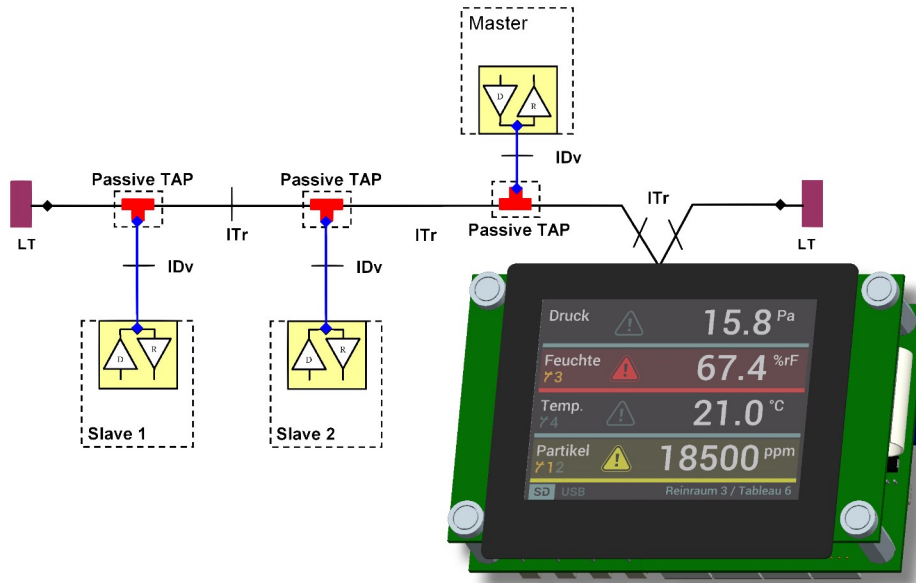 Master
D
R
IDv
Passive TAP
Passive TAP
ITr
LT
ITr
ITr
Passive TAP
LT
IDv
IDv
D
R
D
R
Slave 1
Slave 2
Druck 15.8 Pa
Feuchte 67.4 %rF
3
Temp. 21.0 °C
4
Partikel 18500 ppm
12
SD USB Reinraum 3 / Tableau 6